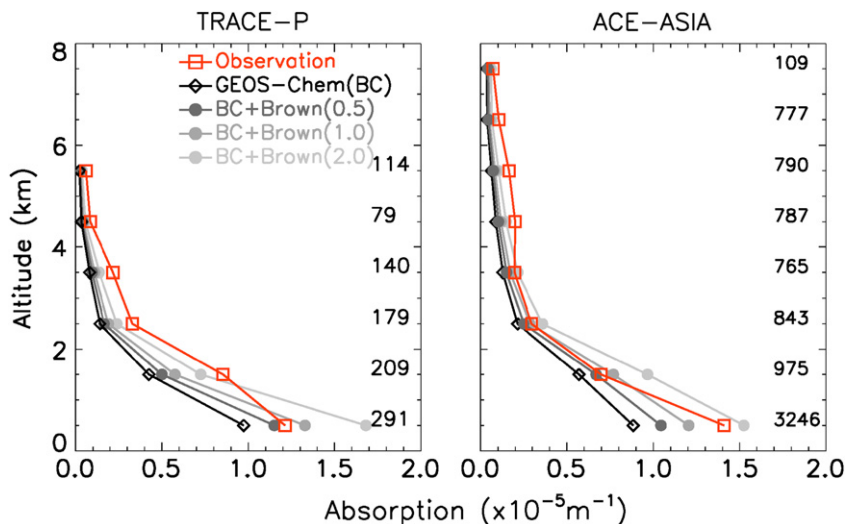 TRACE-P
ACE-ASIA
8
6
4
2
0
Altitude (km)
Observation
GEOS-Chem(BC)
BC+Brown(0.5)
BC+Brown(1.0)
BC+Brown(2.0)
114
79
140
179
209
291
109
777
790
787
765
843
975
3246
0.0 0.5 1.0 1.5 2.0
0.0 0.5 1.0 1.5 2.0
Absorption (x10⁻⁵m⁻¹)